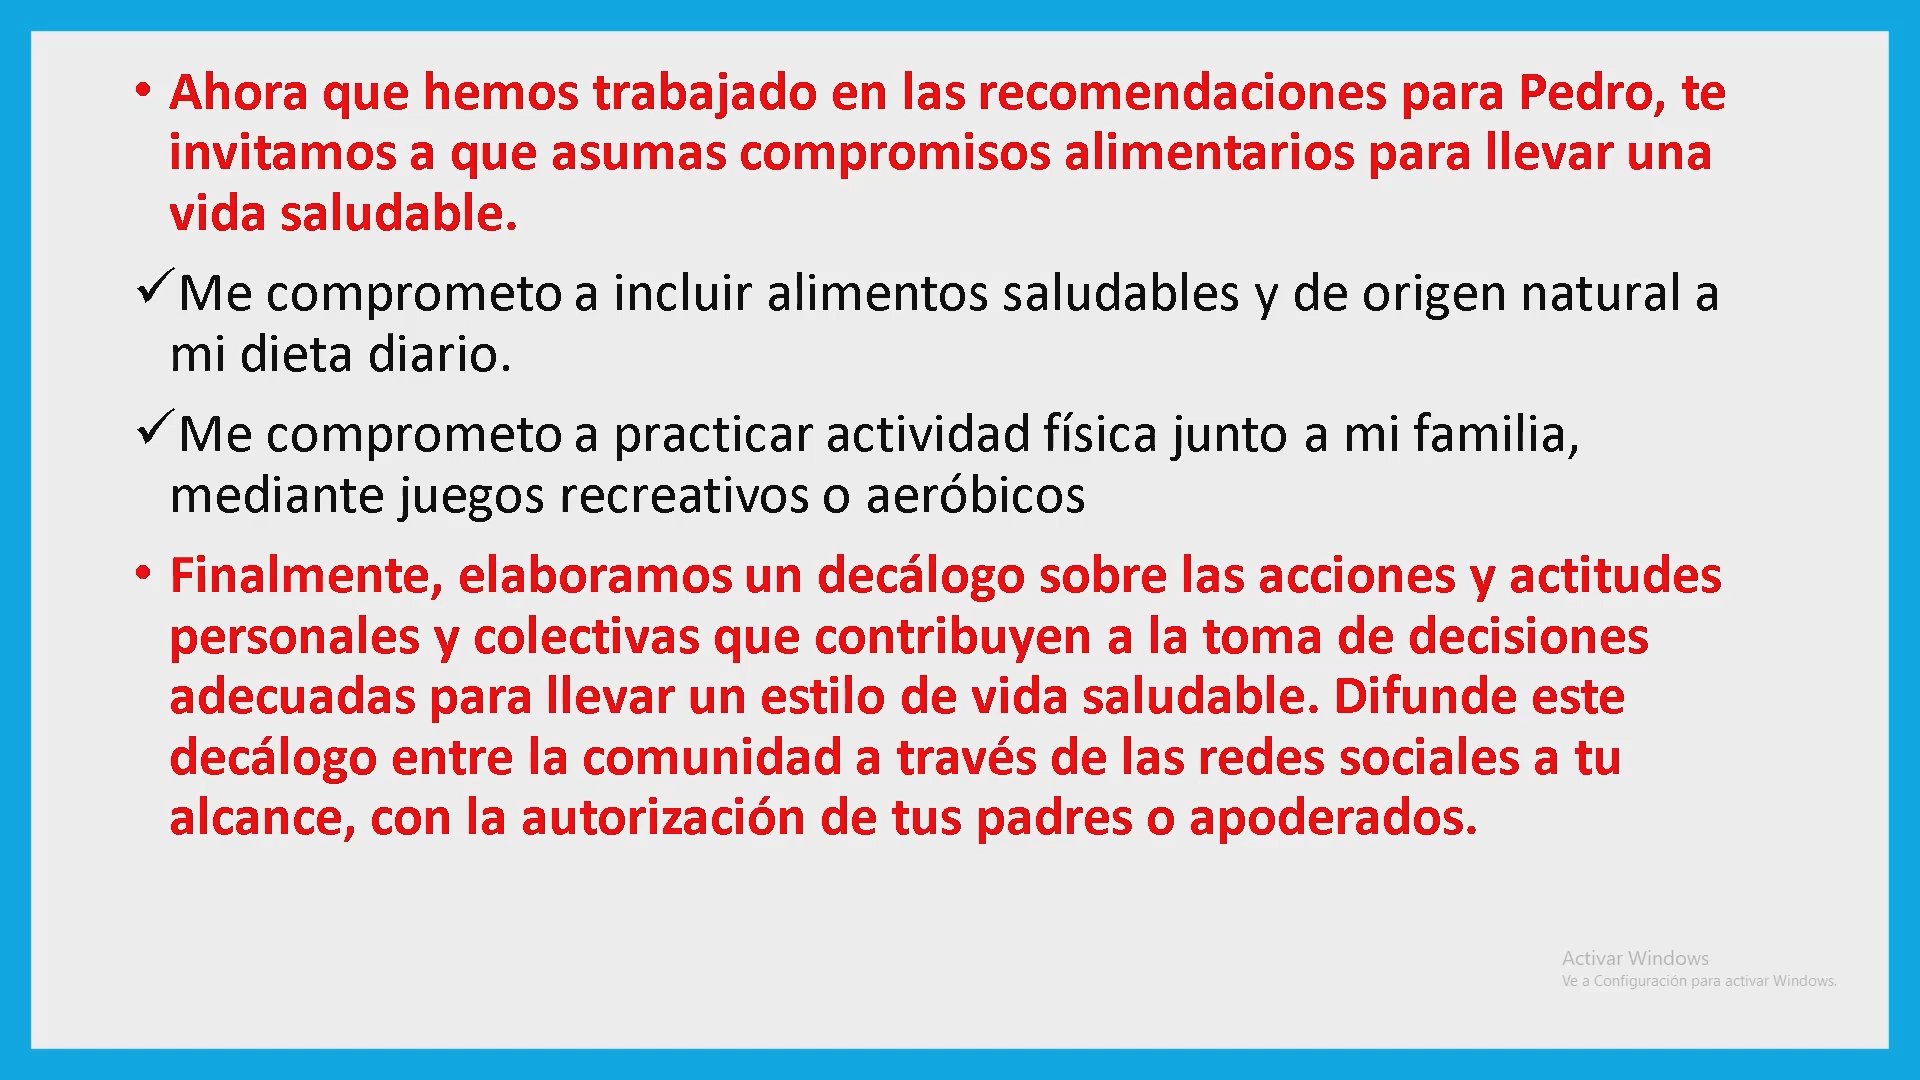 • Ahora que hemos trabajado en las recomendaciones para Pedro, te
invitamos a que asumas compromisos alimentarios para llevar una
vida saludable.
✓Me comprometo a incluir alimentos saludables y de origen natural a
mi dieta diario.
✓Me comprometo a practicar actividad física junto a mi familia,
mediante juegos recreativos o aeróbicos
• Finalmente, elaboramos un decálogo sobre las acciones y actitudes
personales y colectivas que contribuyen a la toma de decisiones
adecuadas para llevar un estilo de vida saludable. Difunde este
decálogo entre la comunidad a través de las redes sociales a tu
alcance, con la autorización de tus padres o apoderados.
Activar Windows
Ve a Configuración para activar Windows.